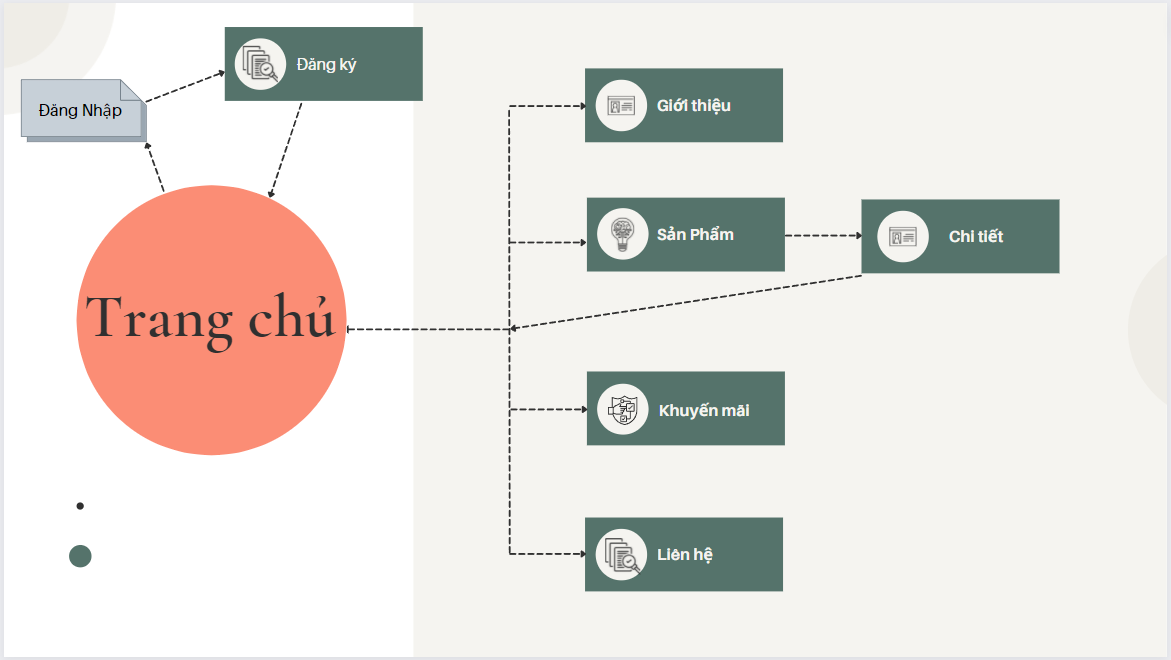 Đăng ký
Đăng Nhập
Giới thiệu
Sản Phẩm
Chi tiết
Trang chủ
Khuyến mãi
Liên hệ